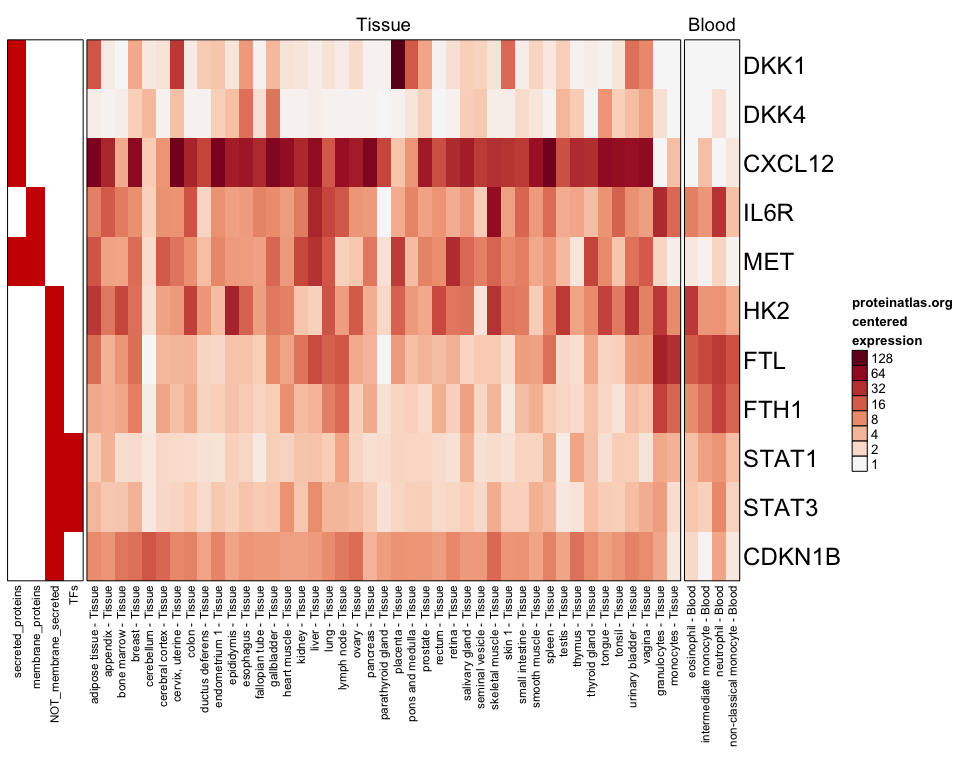 Tissue Blood
DKK1
DKK4
CXCL12
IL6R
MET
HK2
FTL
FTH1
STAT1
STAT3
CDKN1B
proteinatlas.org
centered
expression
128
64
32
16
8
4
2
1
secreted_proteins
membrane_proteins
NOT_membrane_secreted
TFs
adipose tissue - Tissue
appendix - Tissue
bone marrow - Tissue
breast - Tissue
cerebellum - Tissue
cerebral cortex - Tissue
cervix, uterine - Tissue
colon - Tissue
ductus deferens - Tissue
endometrium 1 - Tissue
epididymis - Tissue
esophagus - Tissue
fallopian tube - Tissue
gallbladder - Tissue
heart muscle - Tissue
kidney - Tissue
liver - Tissue
lung - Tissue
lymph node - Tissue
ovary - Tissue
pancreas - Tissue
parathyroid gland - Tissue
placenta - Tissue
pons and medulla - Tissue
prostate - Tissue
rectum - Tissue
retina - Tissue
salivary gland - Tissue
seminal vesicle - Tissue
skeletal muscle - Tissue
skin 1 - Tissue
small intestine - Tissue
smooth muscle - Tissue
spleen - Tissue
testis - Tissue
thymus - Tissue
thyroid gland - Tissue
tongue - Tissue
tonsil - Tissue
urinary bladder - Tissue
vagina - Tissue
granulocytes - Tissue
monocytes - Tissue
eosinophil - Blood
intermediate monocyte - Blood
neutrophil - Blood
non-classical monocyte - Blood